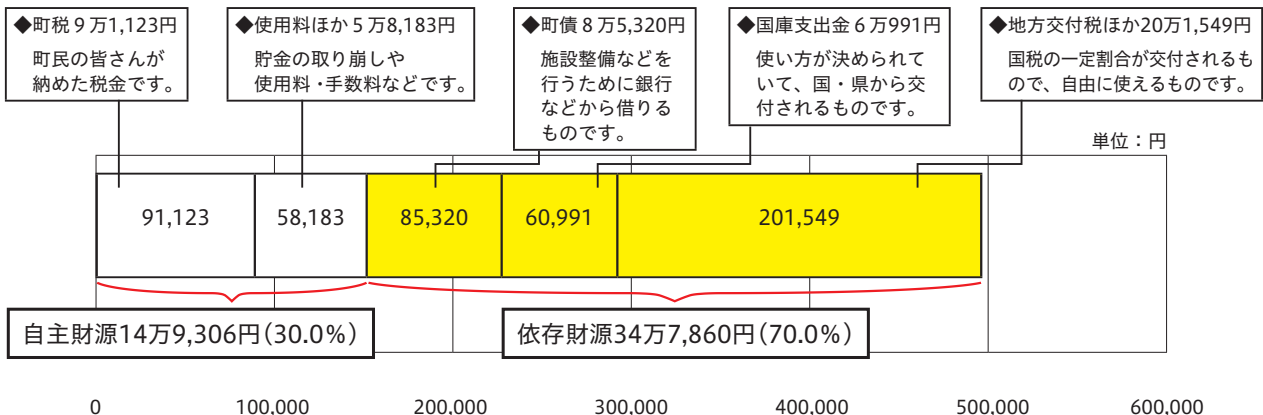 ◆町税9万1,123円
町民の皆さんが
納めた税金です。
◆使用料ほか5万8,183円
貯金の取り崩しや
使用料・手数料などです。
◆町債8万5,320円
施設整備などを
行うために銀行
などから借りる
ものです。
◆国庫支出金6万991円
使い方が決められて
いて、国・県から交
付されるものです。
◆地方交付税ほか20万1,549円
国税の一定割合が交付されるも
ので、自由に使えるものです。
単位：円
91,123
58,183
85,320
60,991
201,549
自主財源14万9,306円(30.0%)
依存財源34万7,860円(70.0%)
0
100,000
200,000
300,000
400,000
500,000
600,000